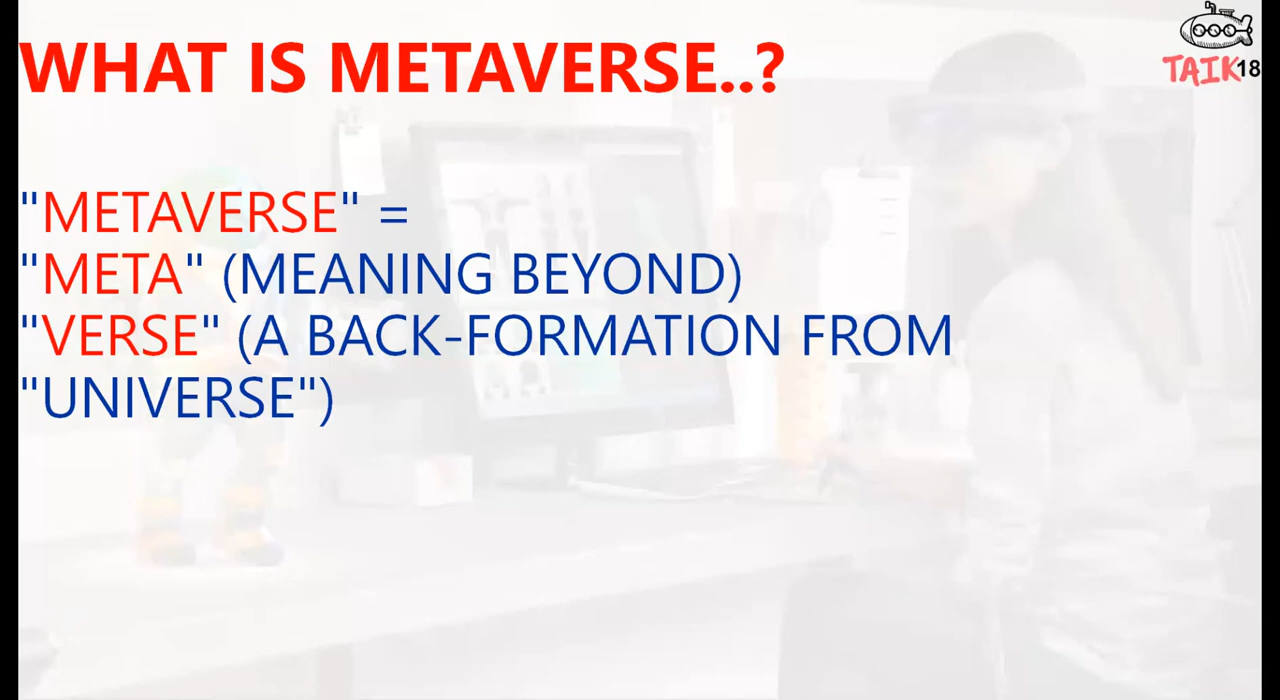 WHAT IS METAVERSE..?
TAIK18
"METAVERSE" =
"META" (MEANING BEYOND)
"VERSE" (A BACK-FORMATION FROM
"UNIVERSE")